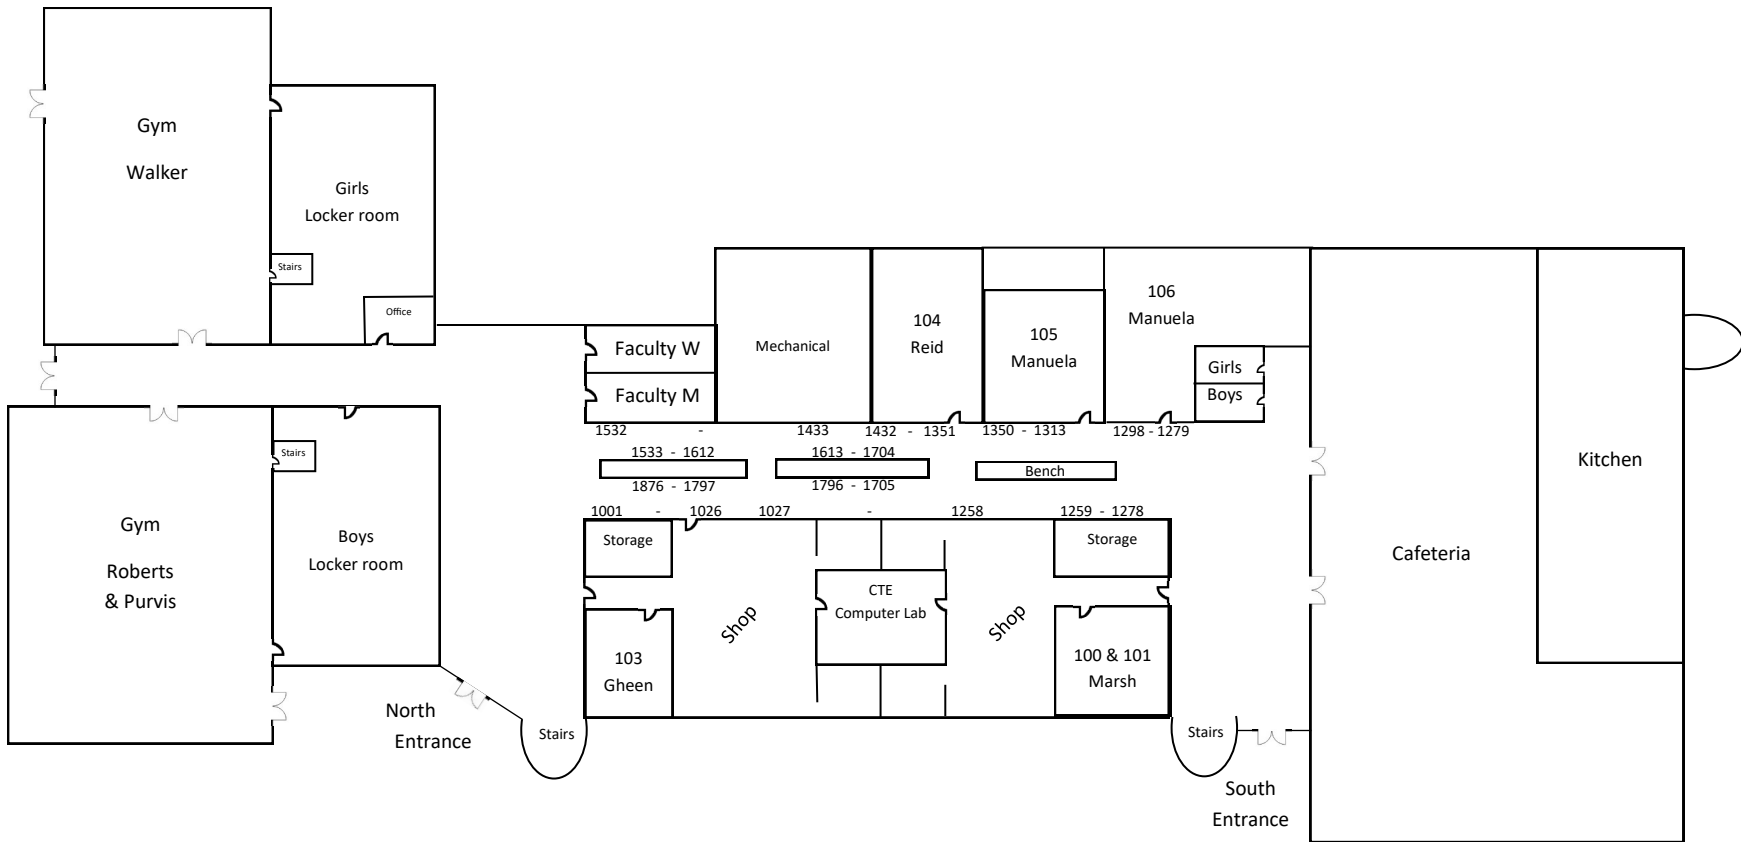 Gym
Walker
Girls
Locker room
Stairs
Office
Faculty W
Faculty M
Mechanical
104
Reid
105
Manuela
106
Manuela
Girls
Boys
1532 - 1433 1432 - 1351 1350 - 1313 1298 - 1279
1533 - 1612 1613 - 1704
Bench
1876 - 1797 1796 - 1705
1001 - 1026 1027 - 1258 1259 - 1278
Stairs
Gym
Roberts
& Purvis
Boys
Locker room
Storage
Storage
CTE
Computer Lab
Shop
Shop
103
Gheen
100 & 101
Marsh
Cafeteria
Kitchen
North
Entrance
Stairs
Stairs
South
Entrance